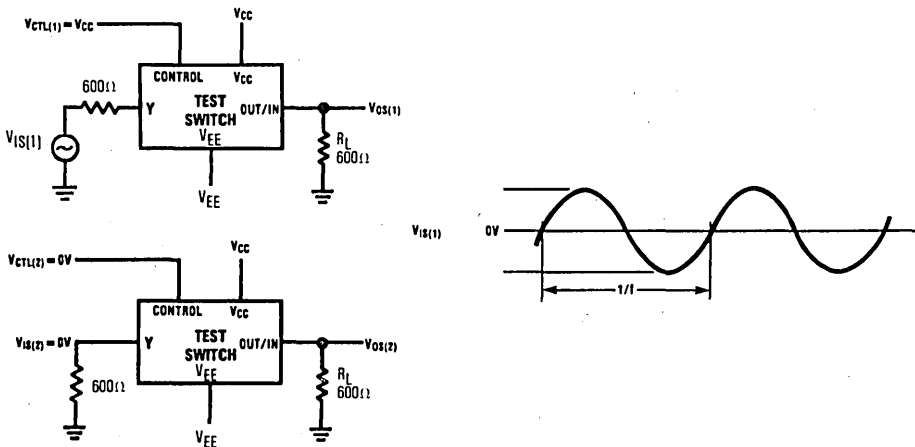 VCTL(1) = VCC
VCC
600Ω
CONTROL VCC
TEST
SWITCH
Y
OUT/IN
VOS(1)
VEE
VIS(1)
RL
600Ω
VEE
VIS(1)
0V
1/f
VCTL(2) = 0V
VCC
CONTROL VCC
VIS(2) = 0V
Y
TEST
SWITCH
OUT/IN
VOS(2)
VEE
600Ω
RL
600Ω
VEE